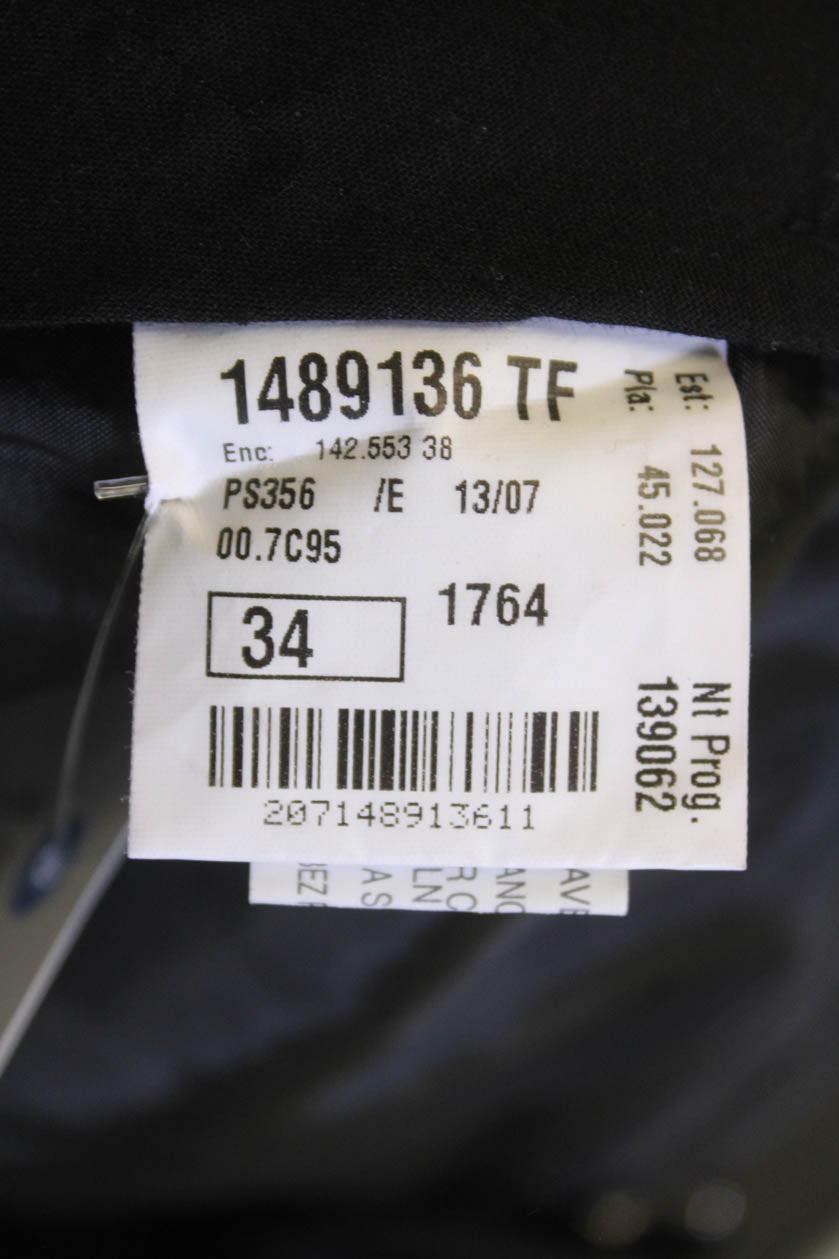 1489136 TF
Enc: 142.553 38
PS356 /E 13/07
00.7C95
34
1764
207148913611
Est: 127.068
Pla: 45.022
Nt Prog.
139062